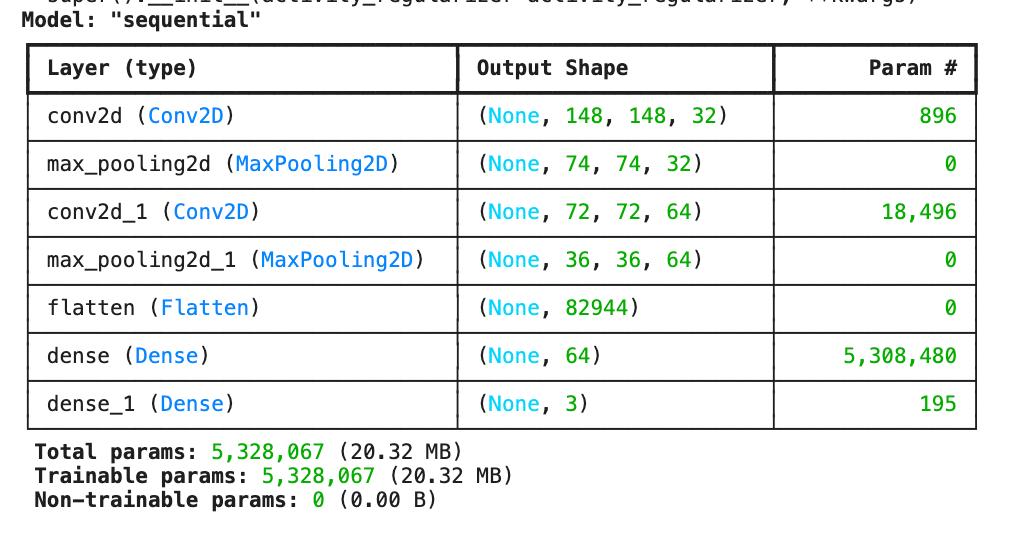 Model: "sequential"
Layer (type) Output Shape Param #
conv2d (Conv2D) (None, 148, 148, 32) 896
max_pooling2d (MaxPooling2D) (None, 74, 74, 32) 0
conv2d_1 (Conv2D) (None, 72, 72, 64) 18,496
max_pooling2d_1 (MaxPooling2D) (None, 36, 36, 64) 0
flatten (Flatten) (None, 82944) 0
dense (Dense) (None, 64) 5,308,480
dense_1 (Dense) (None, 3) 195
Total params: 5,328,067 (20.32 MB)
Trainable params: 5,328,067 (20.32 MB)
Non-trainable params: 0 (0.00 B)